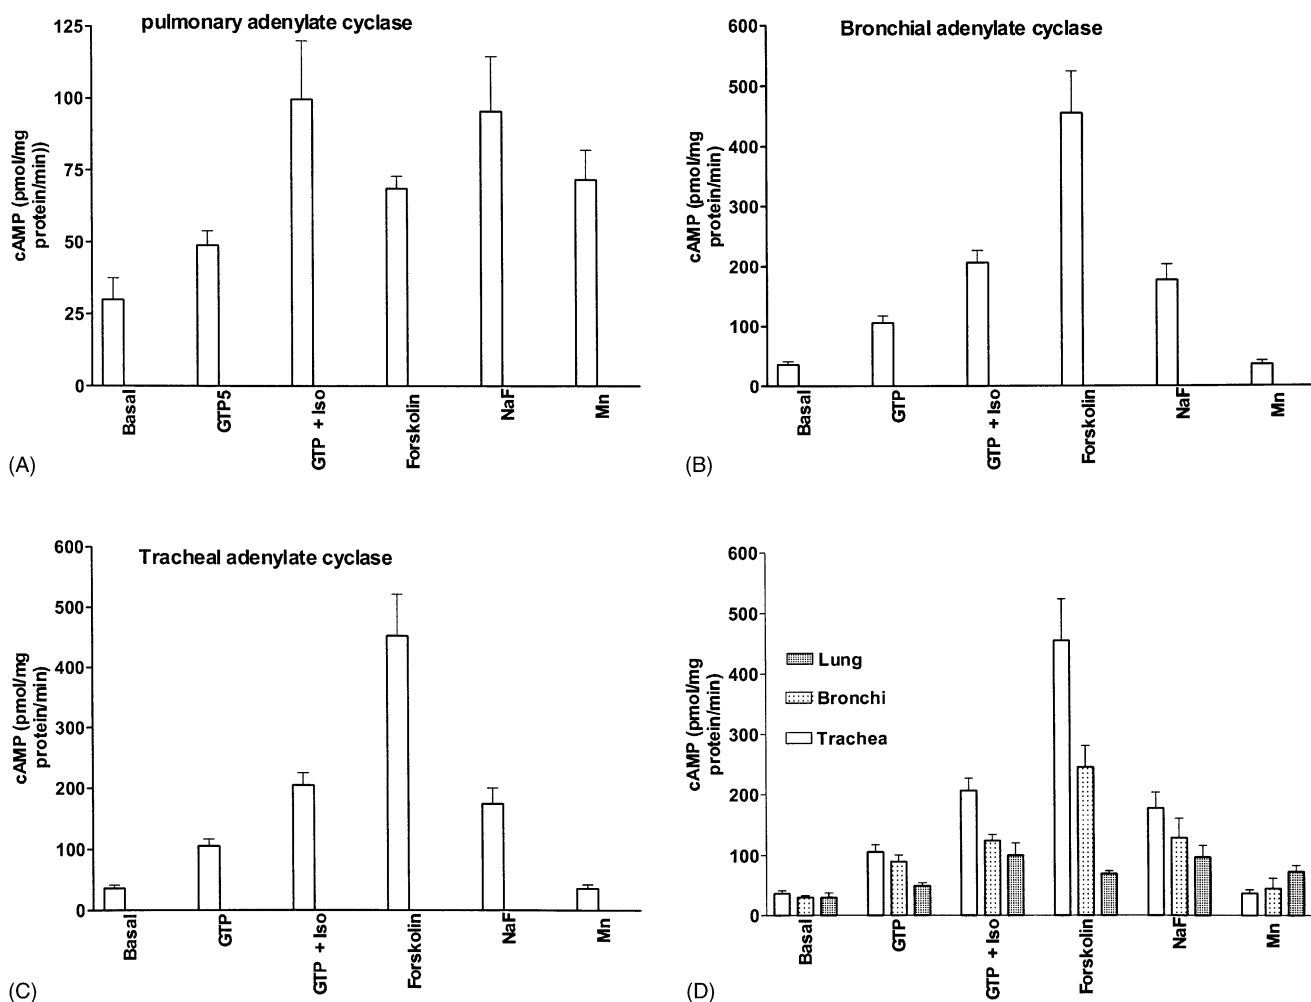 pulmonary adenylate cyclase
125
100
75
50
25
0
cAMP (pmol/mg
protein/min))
Basal
GTP5
GTP + Iso
Forskolin
NaF
Mn
(A)
Bronchial adenylate cyclase
600
500
400
300
200
100
0
cAMP (pmol/mg
protein/min)
Basal
GTP
GTP + Iso
Forskolin
NaF
Mn
(B)
Tracheal adenylate cyclase
600
500
400
300
200
100
0
cAMP (pmol/mg
protein/min)
Basal
GTP
GTP + Iso
Forskolin
NaF
Mn
(C)
600
500
400
300
200
100
0
cAMP (pmol/mg
protein/min)
Lung
Bronchi
Trachea
Basal
GTP
GTP + Iso
Forskolin
NaF
Mn
(D)